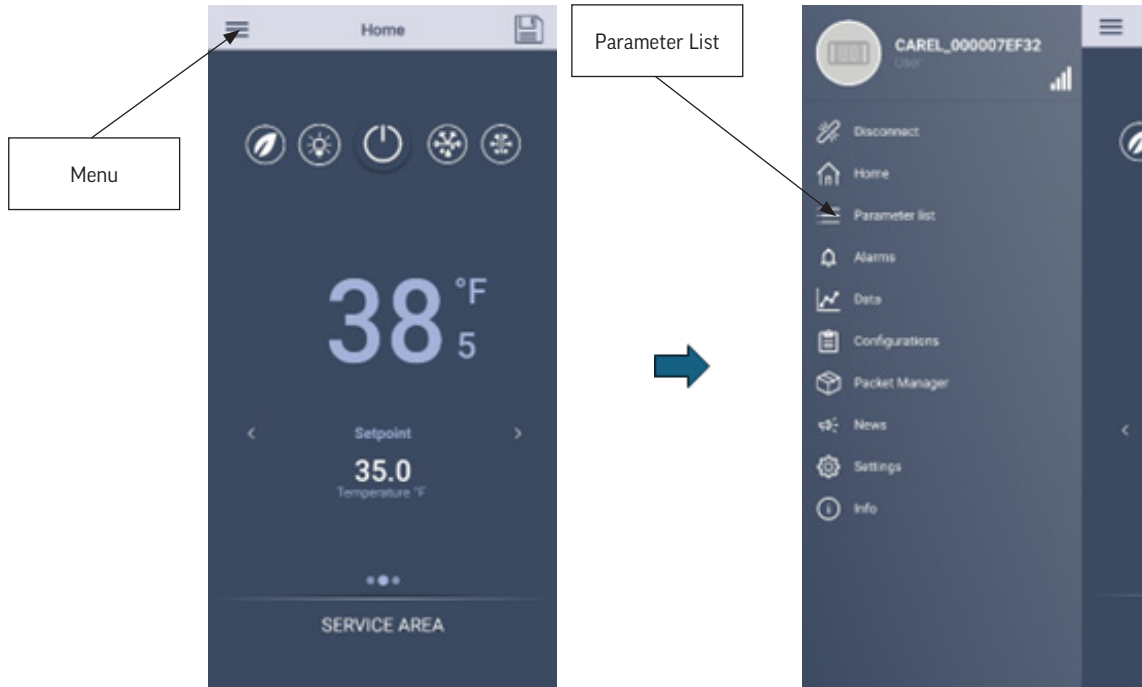 Menu
Home
38 °F
5
Setpoint
35.0
Temperature °F
SERVICE AREA
Parameter List
CAREL_000007EF32
User
Disconnect
Home
Parameter list
Alarms
Data
Configurations
Packet Manager
News
Settings
Info